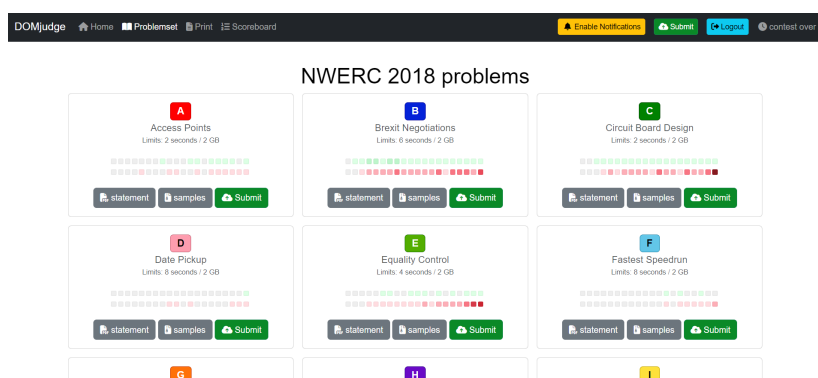 DOMjudge Home Problemset Print Scoreboard Enable Notifications Submit Logout contest over
NWERC 2018 problems
A B C
Access Points Brexit Negotiations Circuit Board Design
Limits: 2 seconds / 2 GB Limits: 6 seconds / 2 GB Limits: 2 seconds / 2 GB
statement samples Submit statement samples Submit statement samples Submit
D E F
Date Pickup Equality Control Fastest Speedrun
Limits: 8 seconds / 2 GB Limits: 4 seconds / 2 GB Limits: 8 seconds / 2 GB
statement samples Submit statement samples Submit statement samples Submit
G H I